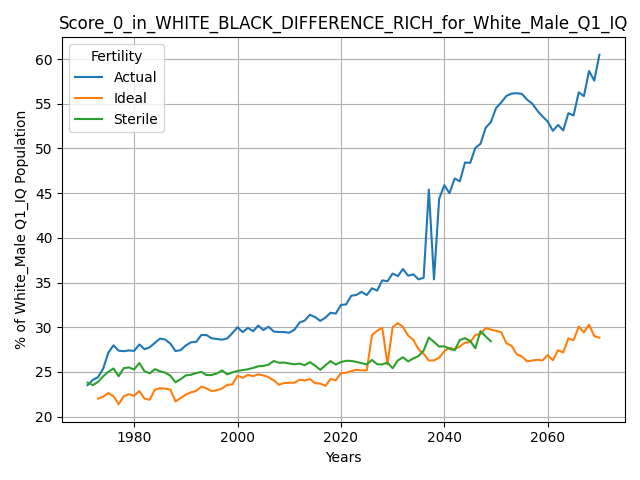 Score_0_in_WHITE_BLACK_DIFFERENCE_RICH_for_White_Male_Q1_IQ
Fertility
Actual
Ideal
Sterile
% of White_Male Q1_IQ Population
60
55
50
45
40
35
30
25
20
1980
2000
2020
2040
2060
Years